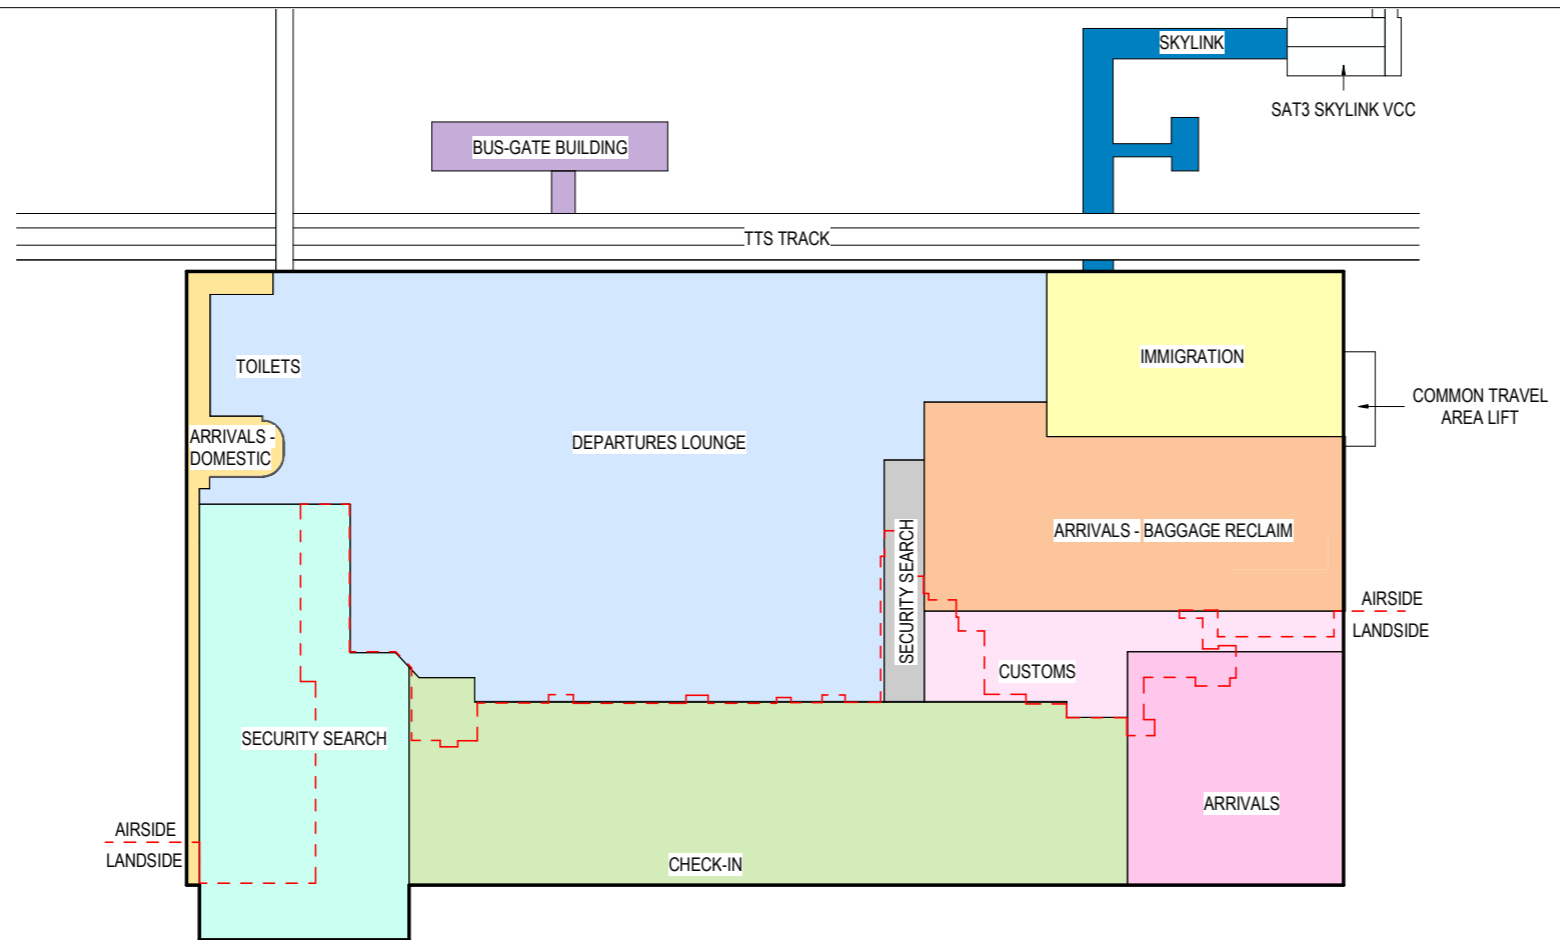 SKYLINK
SAT3 SKYLINK VCC
BUS-GATE BUILDING
TTS TRACK
TOILETS
IMMIGRATION
COMMON TRAVEL
AREA LIFT
ARRIVALS -
DOMESTIC
DEPARTURES LOUNGE
SECURITY SEARCH
ARRIVALS - BAGGAGE RECLAIM
AIRSIDE
LANDSIDE
CUSTOMS
SECURITY SEARCH
ARRIVALS
AIRSIDE
LANDSIDE
CHECK-IN